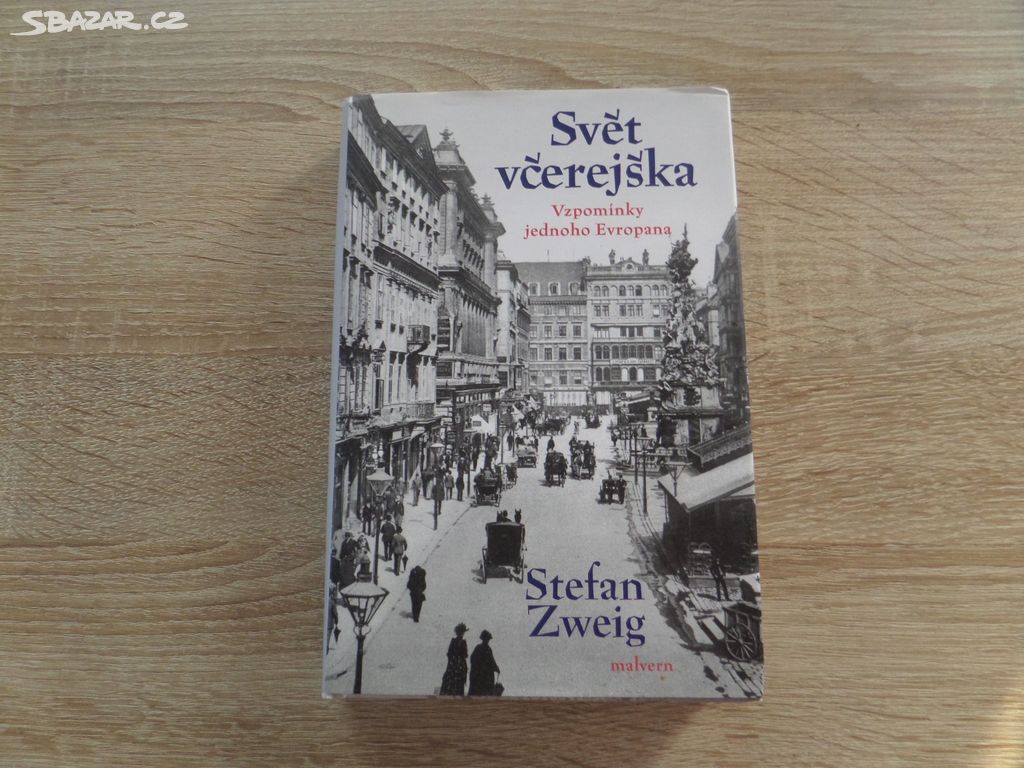 SBAZAR.CZ
Svět
včerejška
Vzpomínky
jednoho Evropana
Stefan
Zweig
malvern